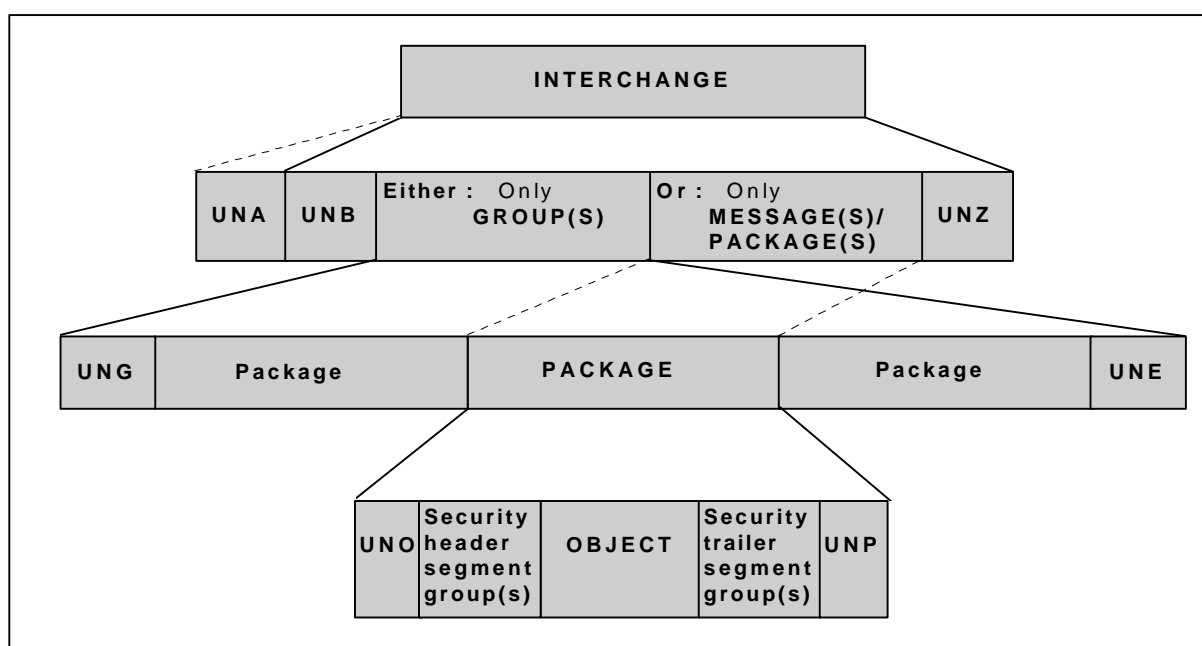 INTERCHANGE
UNA
UNB
Either : Only
GROUP(S)
Or : Only
MESSAGE(S)/
PACKAGE(S)
UNZ
UNG
Package
PACKAGE
Package
UNE
UNO
Security
header
segment
group(s)
OBJECT
Security
trailer
segment
group(s)
UNP